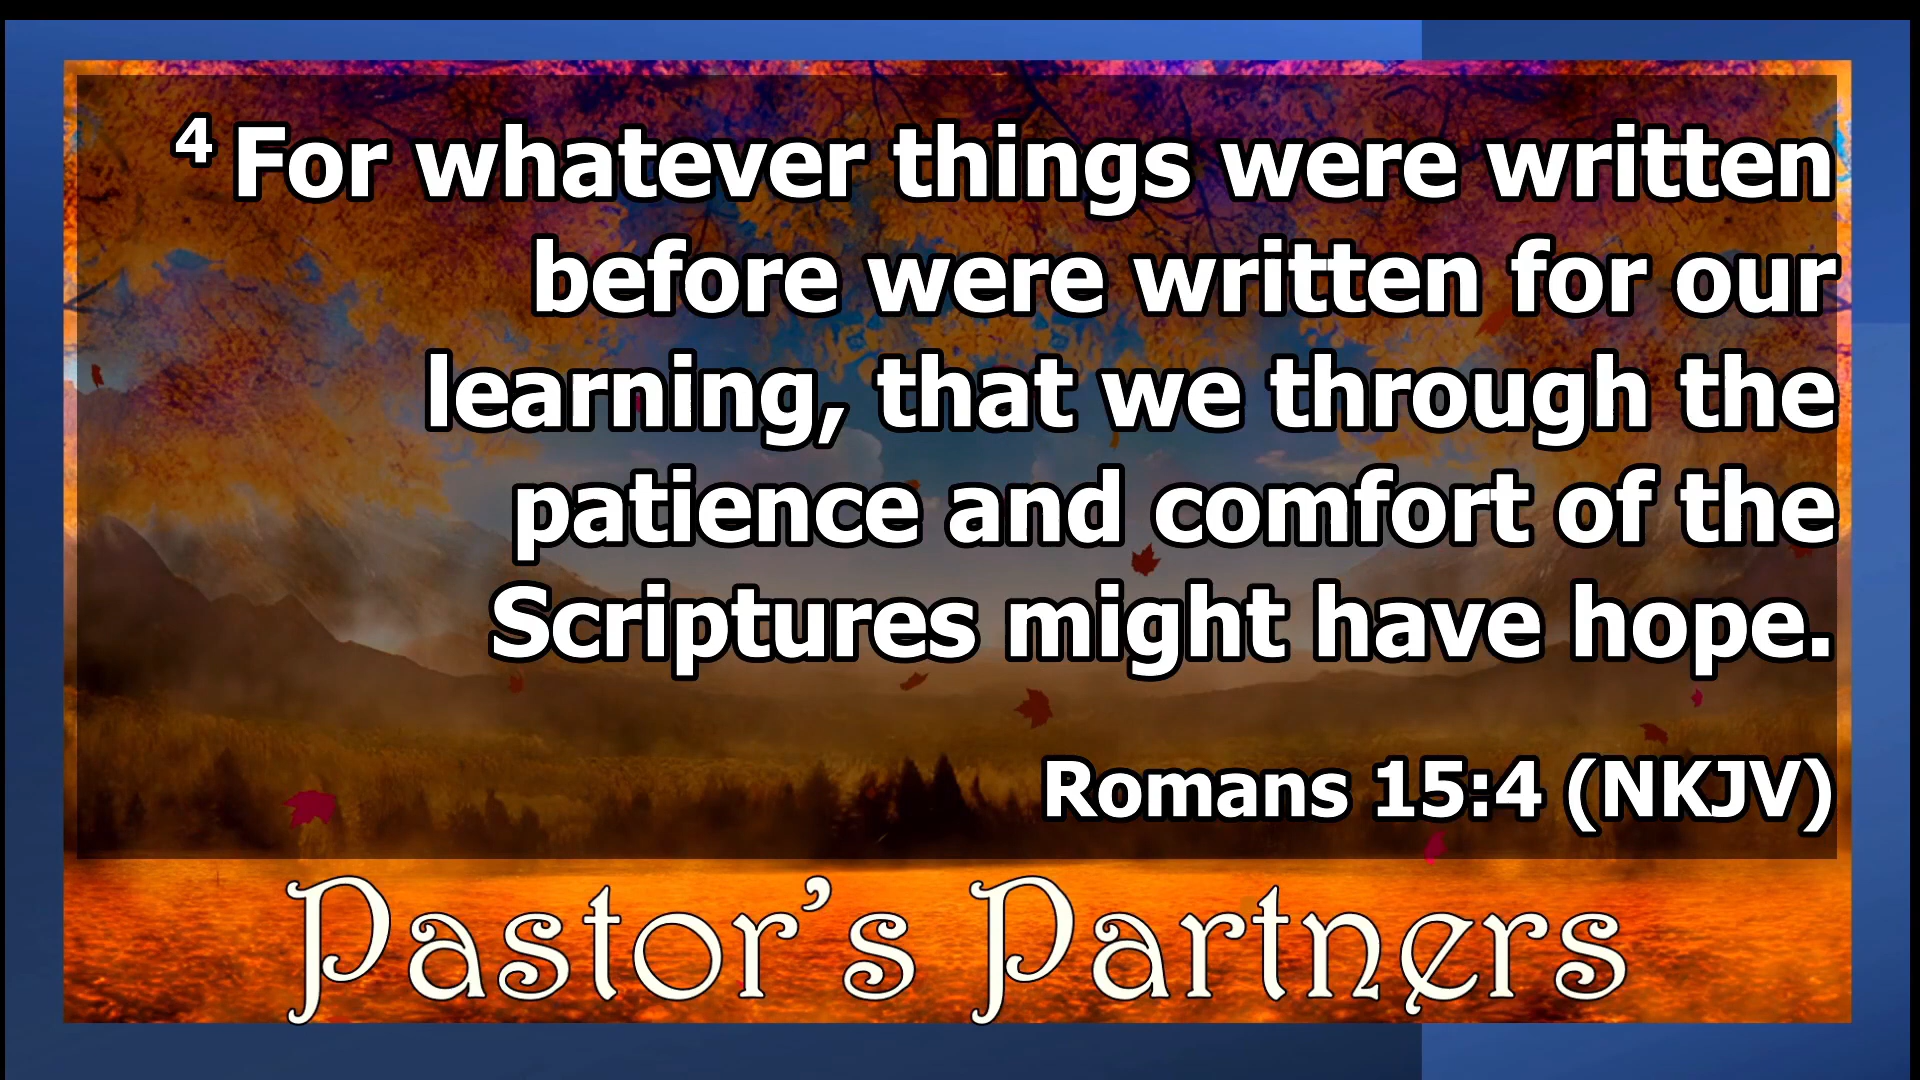 4 For whatever things were written
before were written for our
learning, that we through the
patience and comfort of the
Scriptures might have hope.
Romans 15:4 (NKJV)
Pastor’s Partners